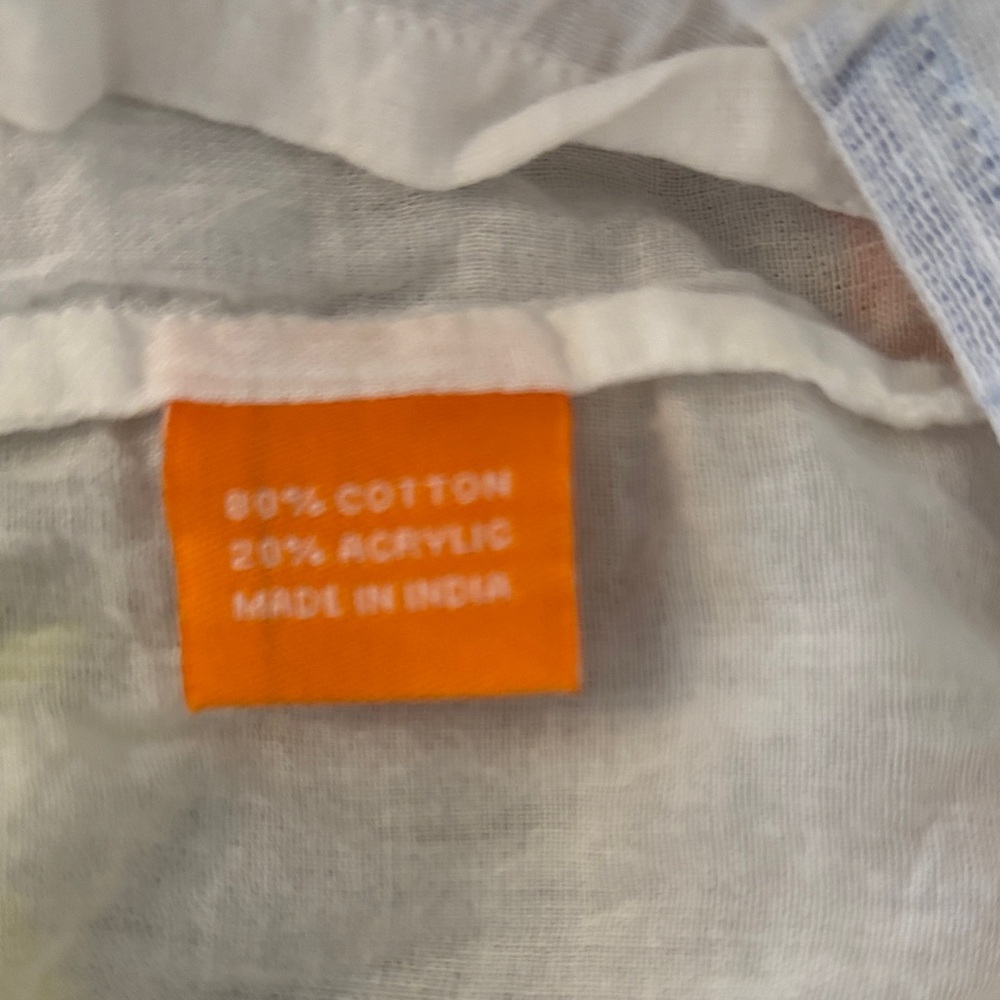 80% COTTON
20% ACRYLIC
MADE IN INDIA